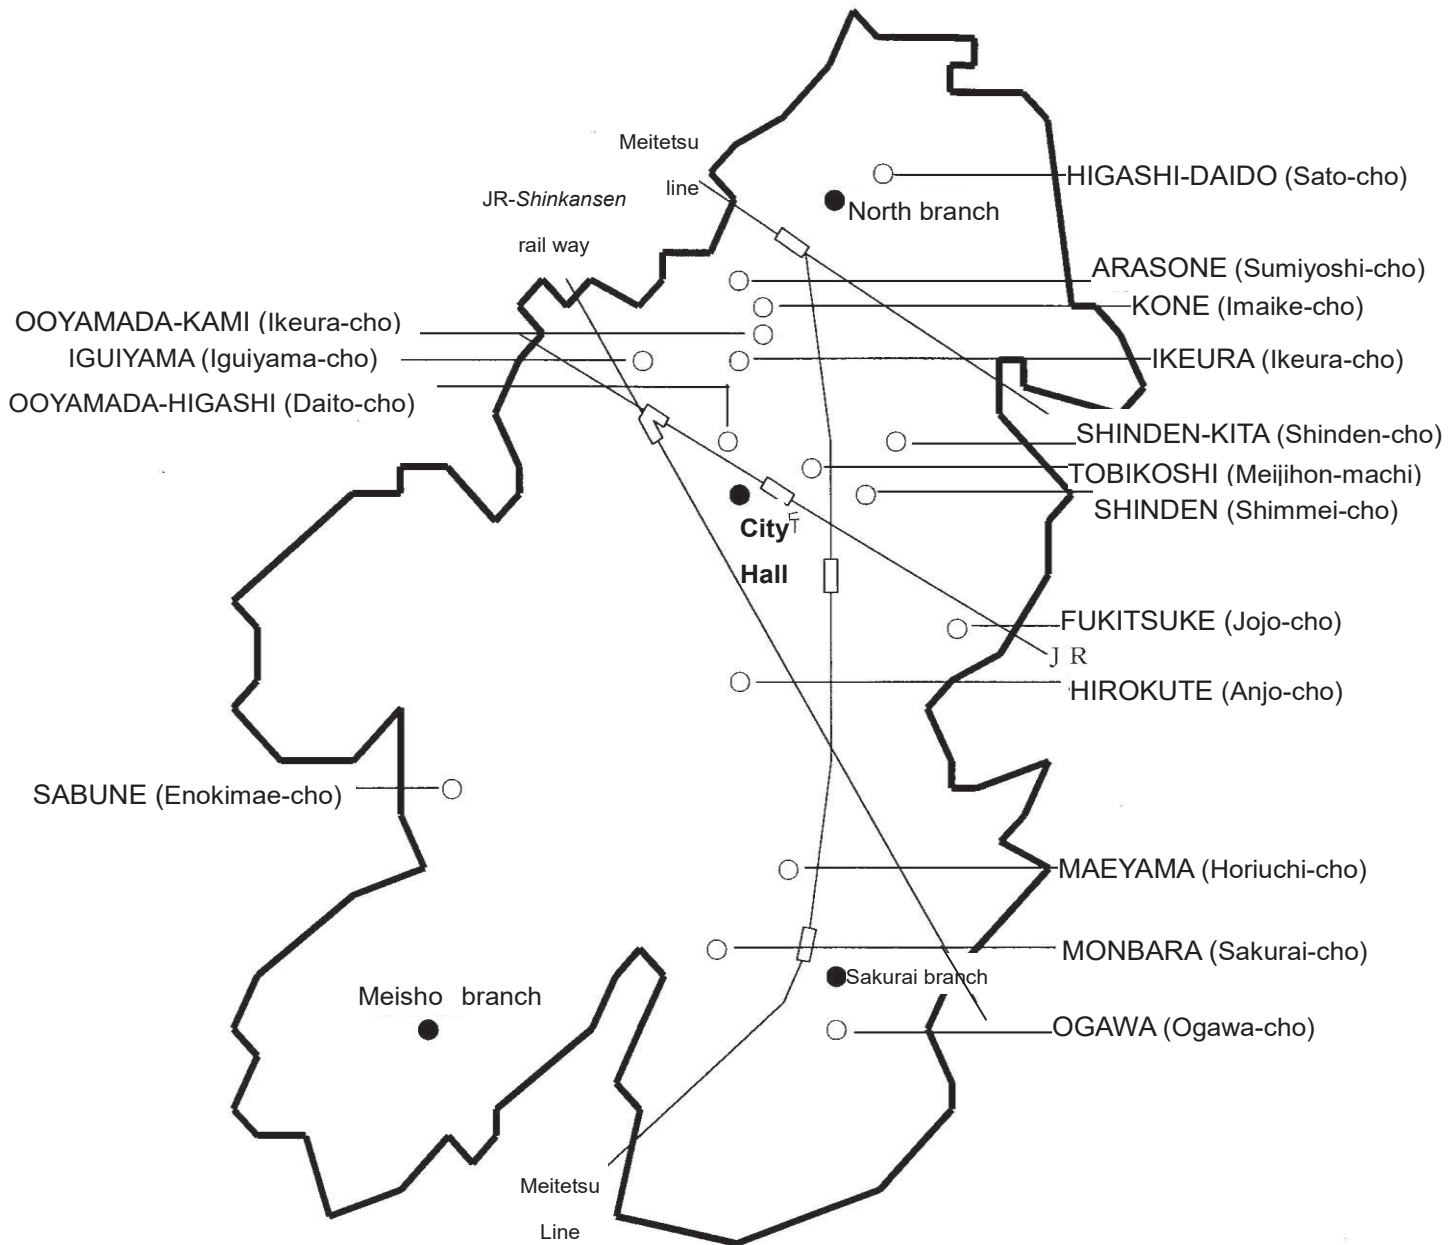 Meitetsu
line
JR-Shinkansen
rail way
HIGASHI-DAIDO (Sato-cho)
North branch
ARASONE (Sumiyoshi-cho)
KONE (Imaike-cho)
OOYAMADA-KAMI (Ikeura-cho)
IGUIYAMA (Iguiyama-cho)
IKEURA (Ikeura-cho)
OOYAMADA-HIGASHI (Daito-cho)
SHINDEN-KITA (Shinden-cho)
TOBIKOSHI (Meijihon-machi)
SHINDEN (Shimmei-cho)
City
Hall
FUKITSUKE (Jojo-cho)
J R
HIROKUTE (Anjo-cho)
SABUNE (Enokimae-cho)
MAEYAMA (Horiuchi-cho)
MONBARA (Sakurai-cho)
Sakurai branch
Meisho branch
OGAWA (Ogawa-cho)
Meitetsu
Line